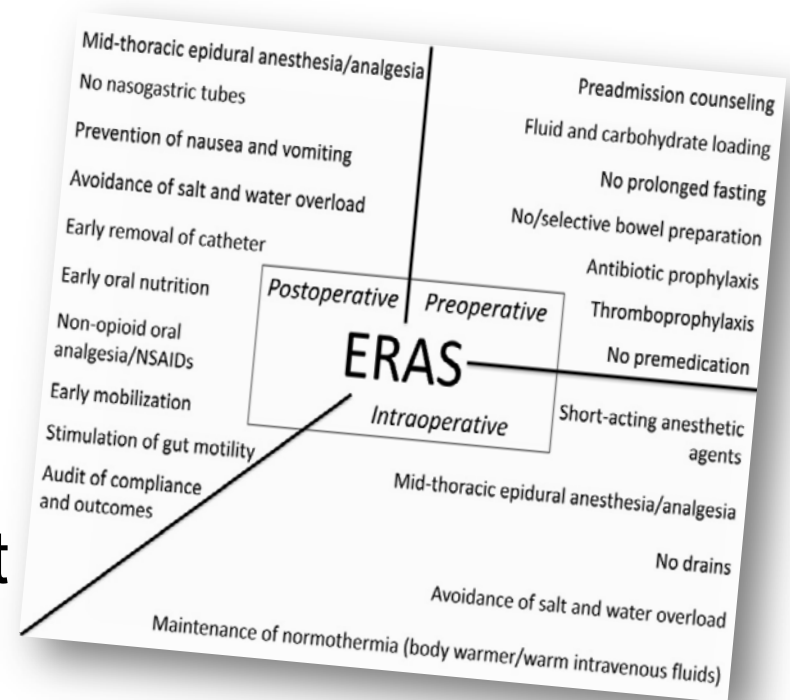 Mid-thoracic epidural anesthesia/analgesia
No nasogastric tubes
Prevention of nausea and vomiting
Avoidance of salt and water overload
Early removal of catheter
Early oral nutrition
Non-opioid oral
analgesia/NSAIDs
Early mobilization
Stimulation of gut motility
Audit of compliance
and outcomes
Preadmission counseling
Fluid and carbohydrate loading
No prolonged fasting
No/selective bowel preparation
Antibiotic prophylaxis
Thromboprophylaxis
No premedication
Postoperative
Preoperative
ERAS
Intraoperative
Short-acting anesthetic
agents
Mid-thoracic epidural anesthesia/analgesia
No drains
Avoidance of salt and water overload
Maintenance of normothermia (body warmer/warm intravenous fluids)
t